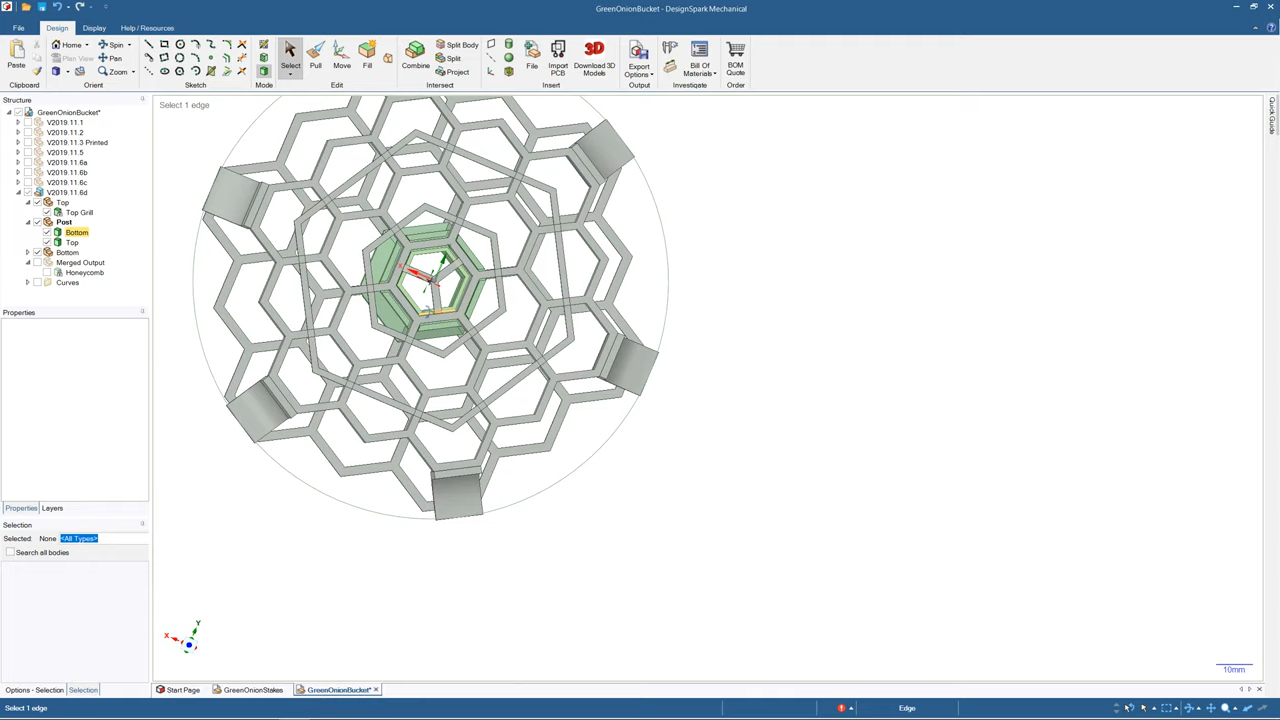 GreenOnionBucket - DesignSpark Mechanical
File Design Display Help / Resources
Paste
Home Spin
Plan View Pan
Zoom
Select Pull Move Fill
Combine
Split Body
Split
Project
File Import PCB Download 3D Models
Export Options
Bill Of Materials
BOM Quote
Clipboard Orient Sketch Mode Edit Intersect Insert Output Investigate Order
Structure
GreenOnionBucket*
V2019.11.1
V2019.11.2
V2019.11.3 Printed
V2019.11.5
V2019.11.6a
V2019.11.6b
V2019.11.6c
V2019.11.6d
Top
Top Grill
Post
Bottom
Top
Bottom
Merged Output
Honeycomb
Curves
Properties
Properties Layers
Selection
Selected: None <All Types>
Search all bodies
Options - Selection Selection
Select 1 edge
Quick Guide
X
Y
10mm
Start Page GreenOnionStakes GreenOnionBucket*
Select 1 edge
Edge